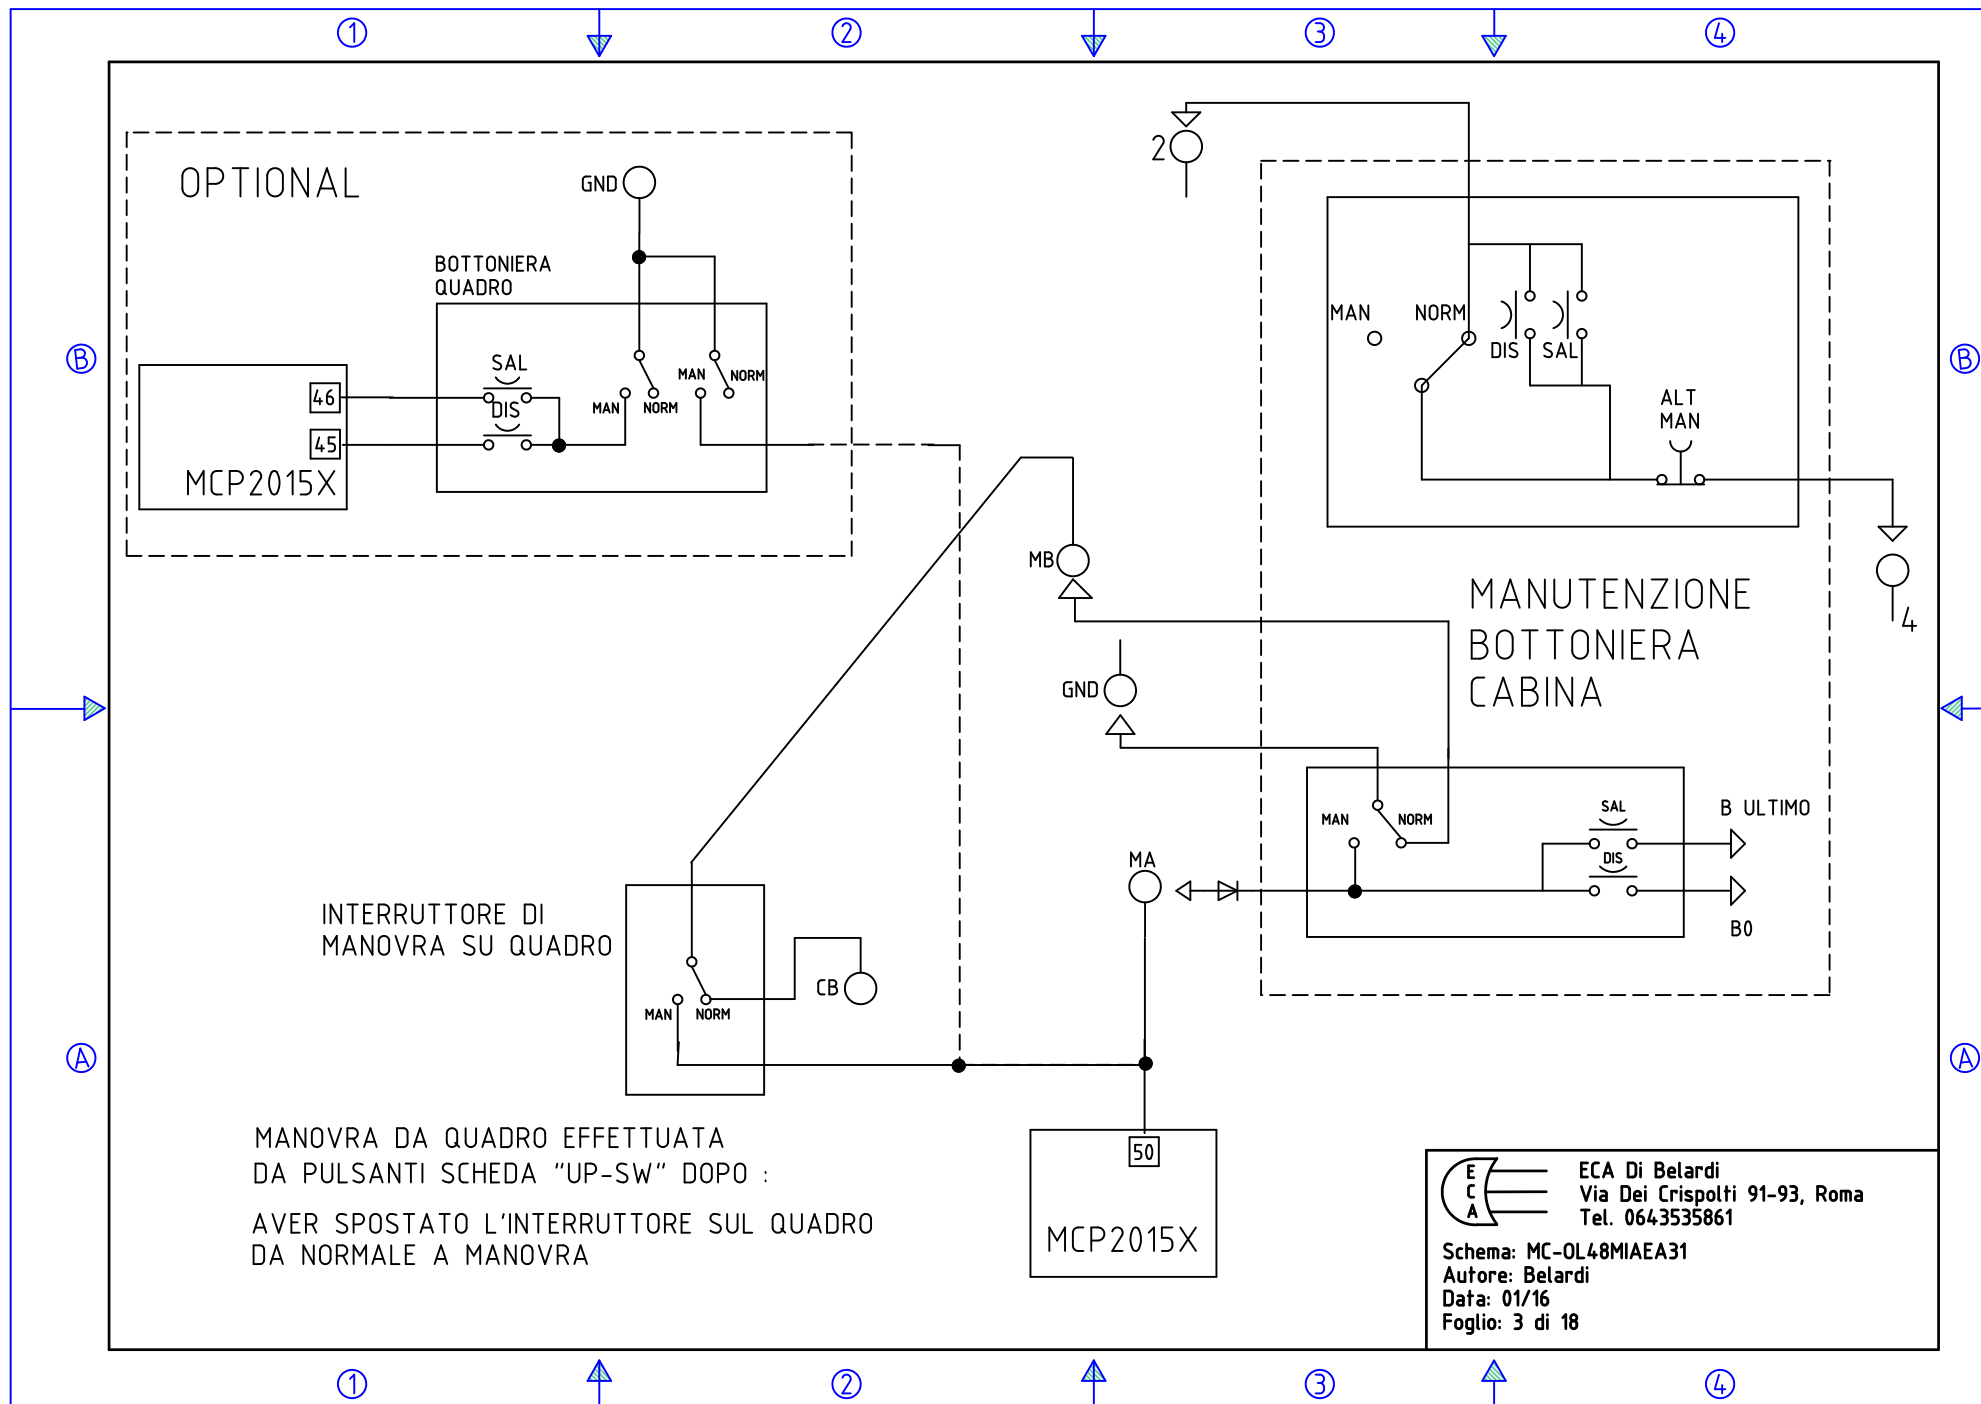 1 2 3 4
2
OPTIONAL
GND
BOTTONIERA
QUADRO
MAN NORM
B
SAL
DIS SAL
B
MAN NORM
46
DIS
MAN NORM
ALT
MAN
45
MCP2015X
MB
MANUTENZIONE
4
BOTTONIERA
GND
CABINA
SAL
B ULTIMO
MAN NORM
MA
DIS
INTERRUTTORE DI
MANOVRA SU QUADRO
B0
CB
MAN NORM
A
A
MANOVRA DA QUADRO EFFETTUATA
DA PULSANTI SCHEDA "UP-SW" DOPO :
50
AVER SPOSTATO L'INTERRUTTORE SUL QUADRO
DA NORMALE A MANOVRA
MCP2015X
E
C
A
ECA Di Belardi
Via Dei Crispolti 91-93, Roma
Tel. 0643535861
Schema: MC-OL48MIAEA31
Autore: Belardi
Data: 01/16
Foglio: 3 di 18
1 2 3 4